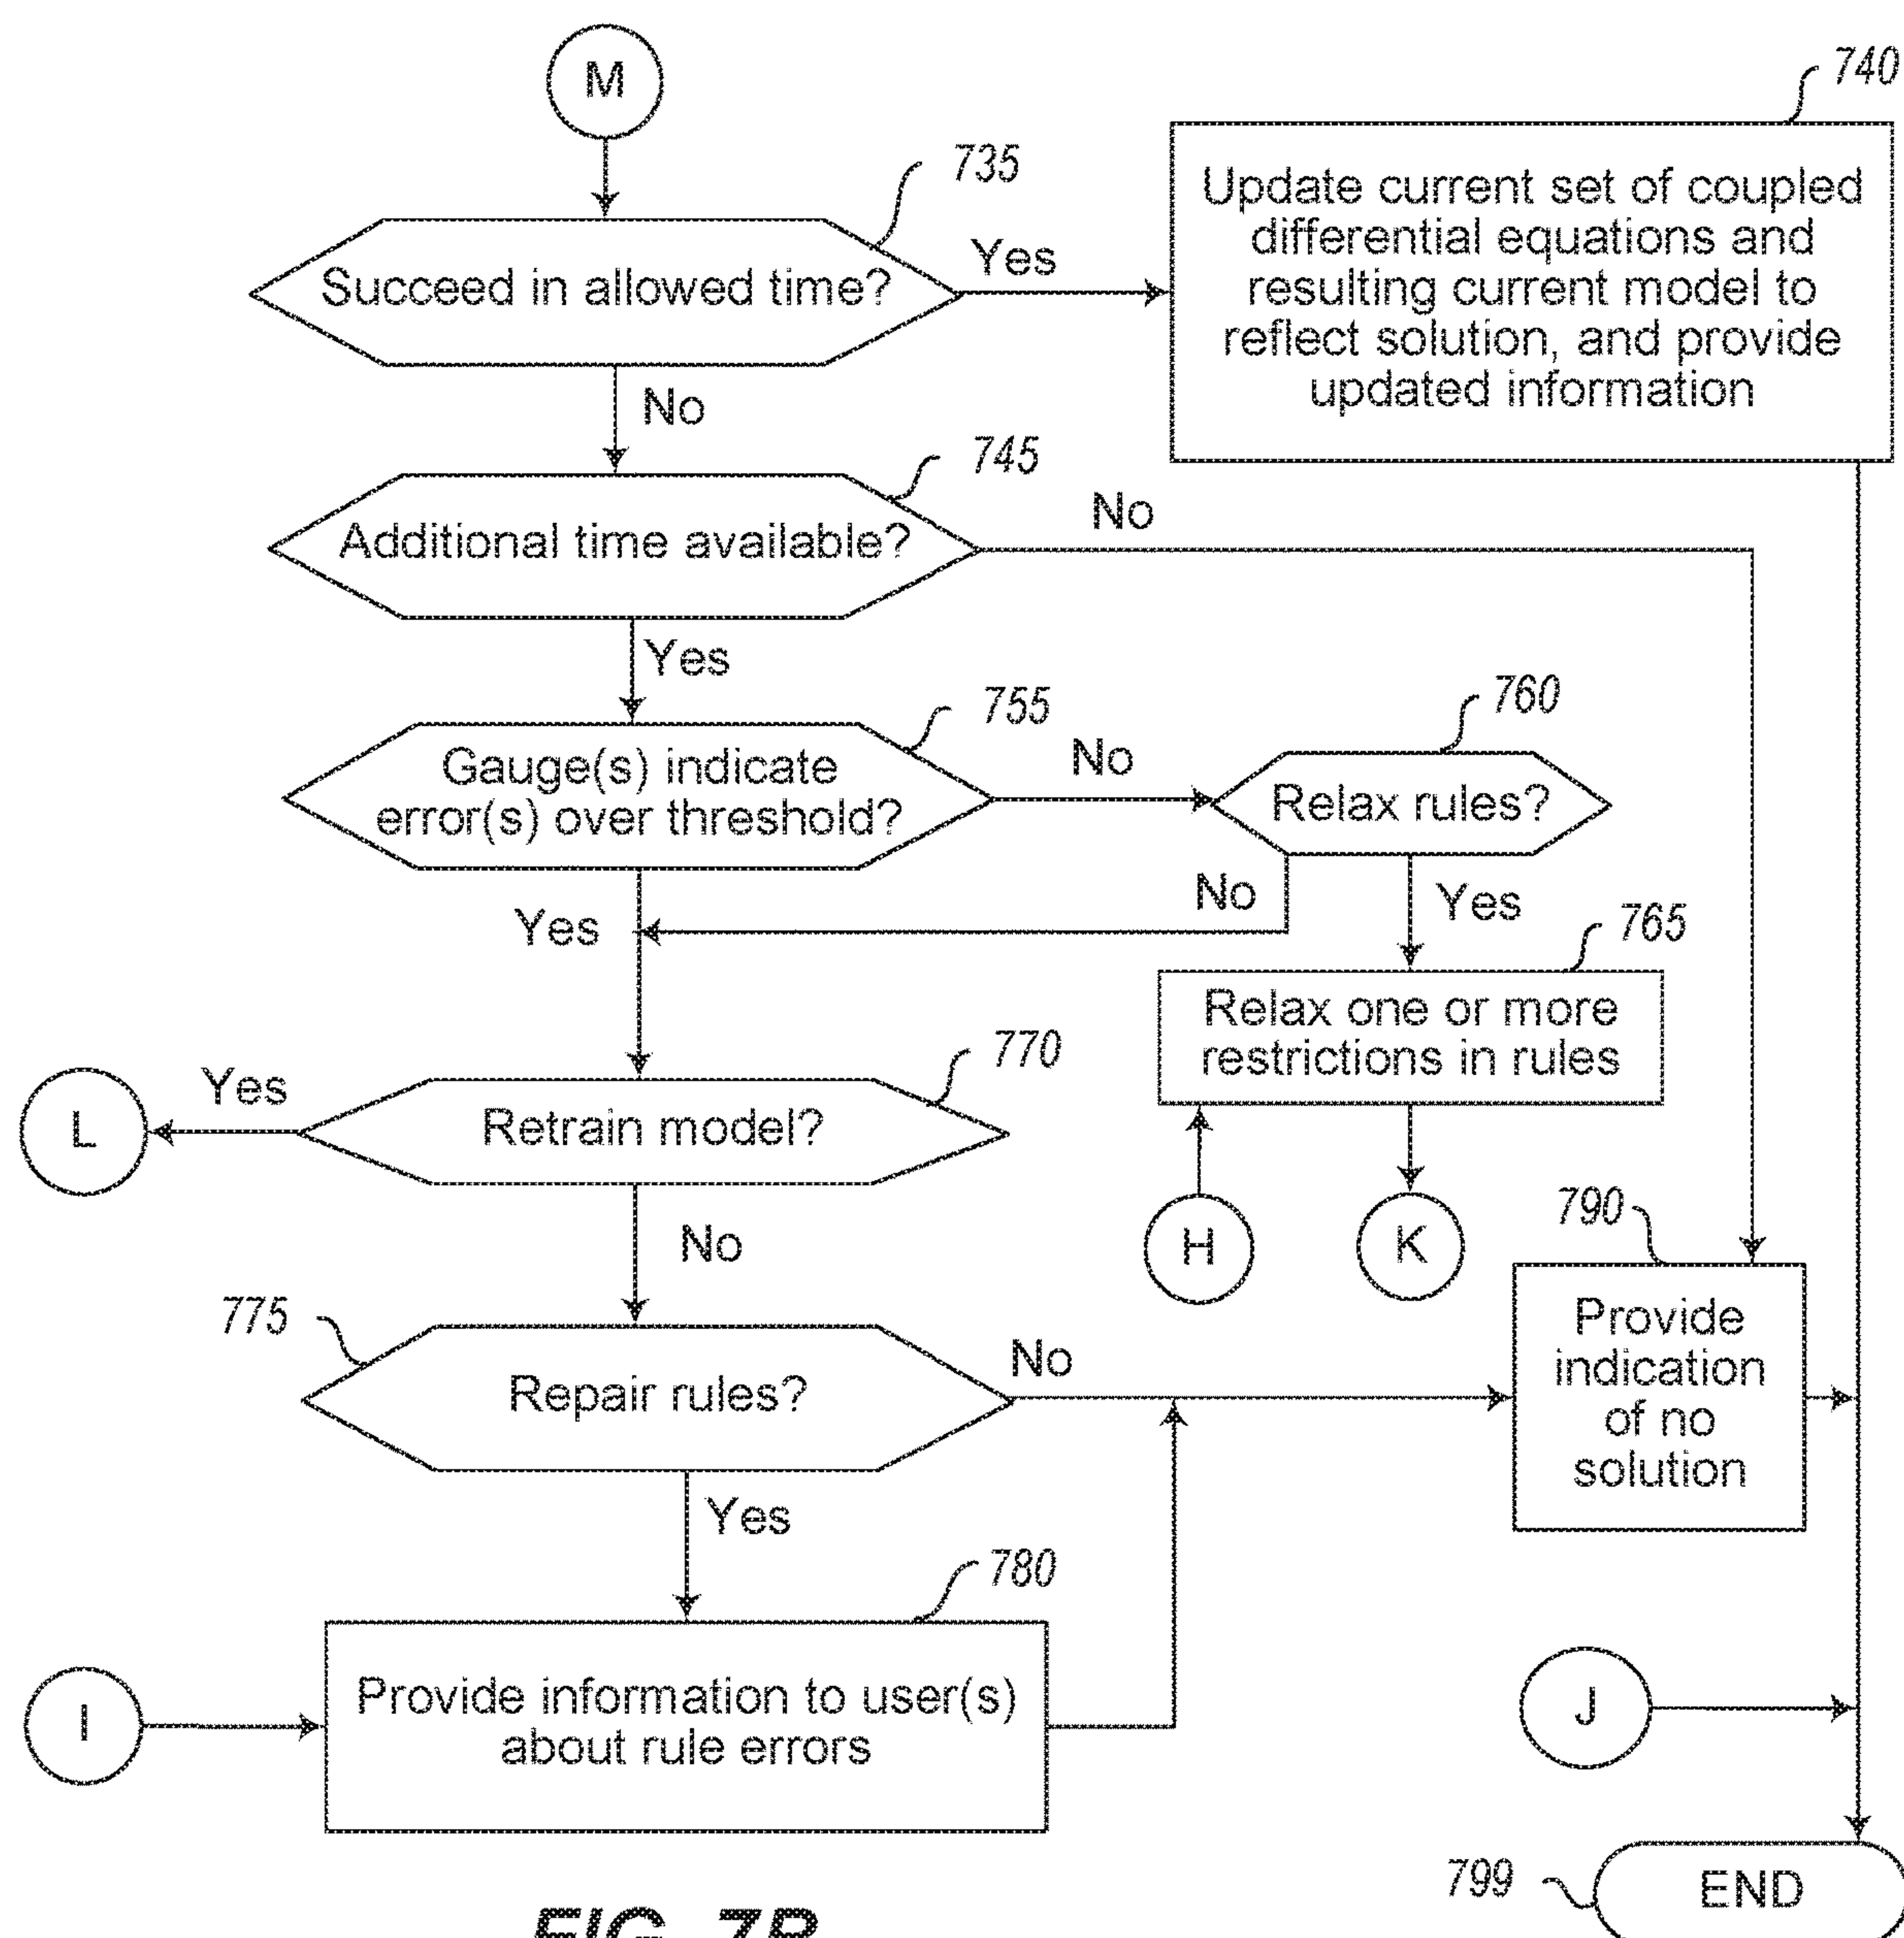 M
740
735
Update current set of coupled
differential equations and
resulting current model to
reflect solution, and provide
updated information
Succeed in allowed time?
Yes
No
745
Additional time available?
No
Yes
755
760
Gauge(s) indicate
error(s) over threshold?
No
Relax rules?
No
Yes
Yes
765
Relax one or more
restrictions in rules
770
L
Yes
Retrain model?
No
H
K
790
Provide
indication
of no
solution
775
Repair rules?
No
Yes
780
I
Provide information to user(s)
about rule errors
J
799
END
FIG. 7B